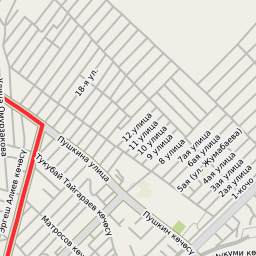 18-я ул.
улица Омурзакова
12.улица
11 улица
10 улица
9 улица
8 улица
7ая улица
6ая улица
5ая (ул. Жумабаева)
4ая улица
3ая улица
2ая улица
1-көчө
Пушкина улица
Тукубай Тайгараев көчөсү
Эргеш Алиев көчөсү
Пушкин көчөсү
Матросов көчөсү